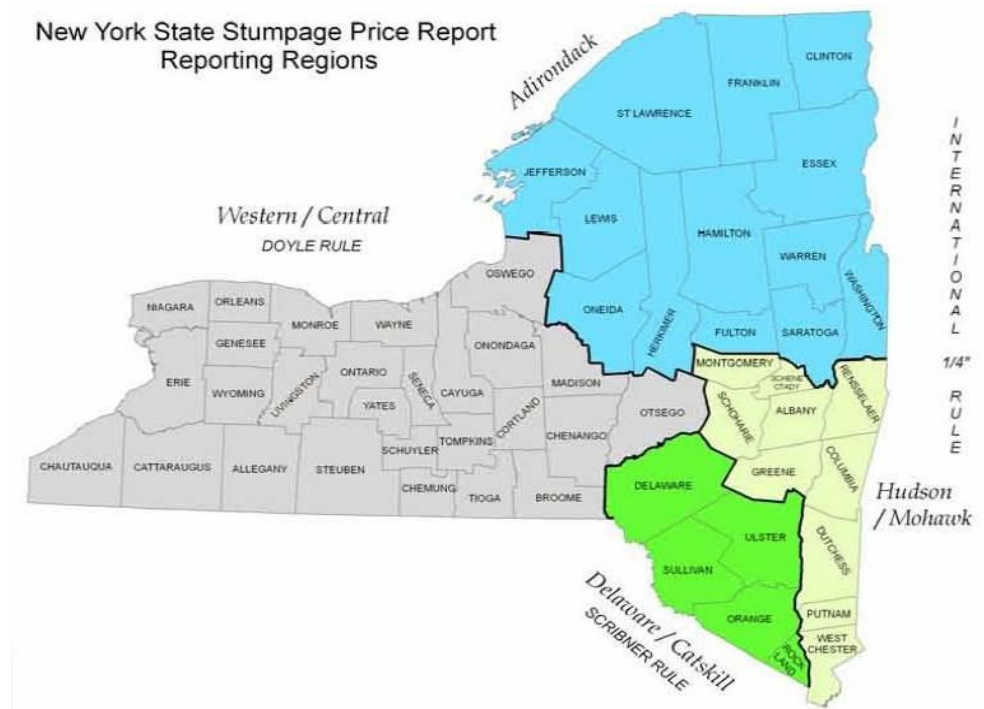 New York State Stumpage Price Report
Reporting Regions
Adirondack
CLINTON
FRANKLIN
ST LAWRENCE
ESSEX
JEFFERSON
LEWIS
HAMILTON
WARREN
WASHINGTON
ONEIDA
HERKIMER
FULTON
SARATOGA
INTERNATIONAL 1/4" RULE
Western / Central
DOYLE RULE
OSWEGO
NIAGARA
ORLEANS
MONROE
WAYNE
GENESEE
ONONDAGA
ERIE
WYOMING
LIVINGSTON
ONTARIO
YATES
SENECA
CAYUGA
MADISON
CORTLAND
OTSEGO
CHENANGO
SCHUYLER
TOMPKINS
CHAUTAUQUA
CATTARAUGUS
ALLEGANY
STEUBEN
CHEMUNG
TIOGA
BROOME
MONTGOMERY
SCHENE
CTADY
RENSSELAER
SCHOHARIE
ALBANY
GREENE
COLUMBIA
Hudson
/ Mohawk
DUTCHESS
PUTNAM
WEST
CHESTER
DELAWARE
ULSTER
SULLIVAN
ORANGE
ROCK
LAND
Delaware / Catskill
SCRIBNER RULE